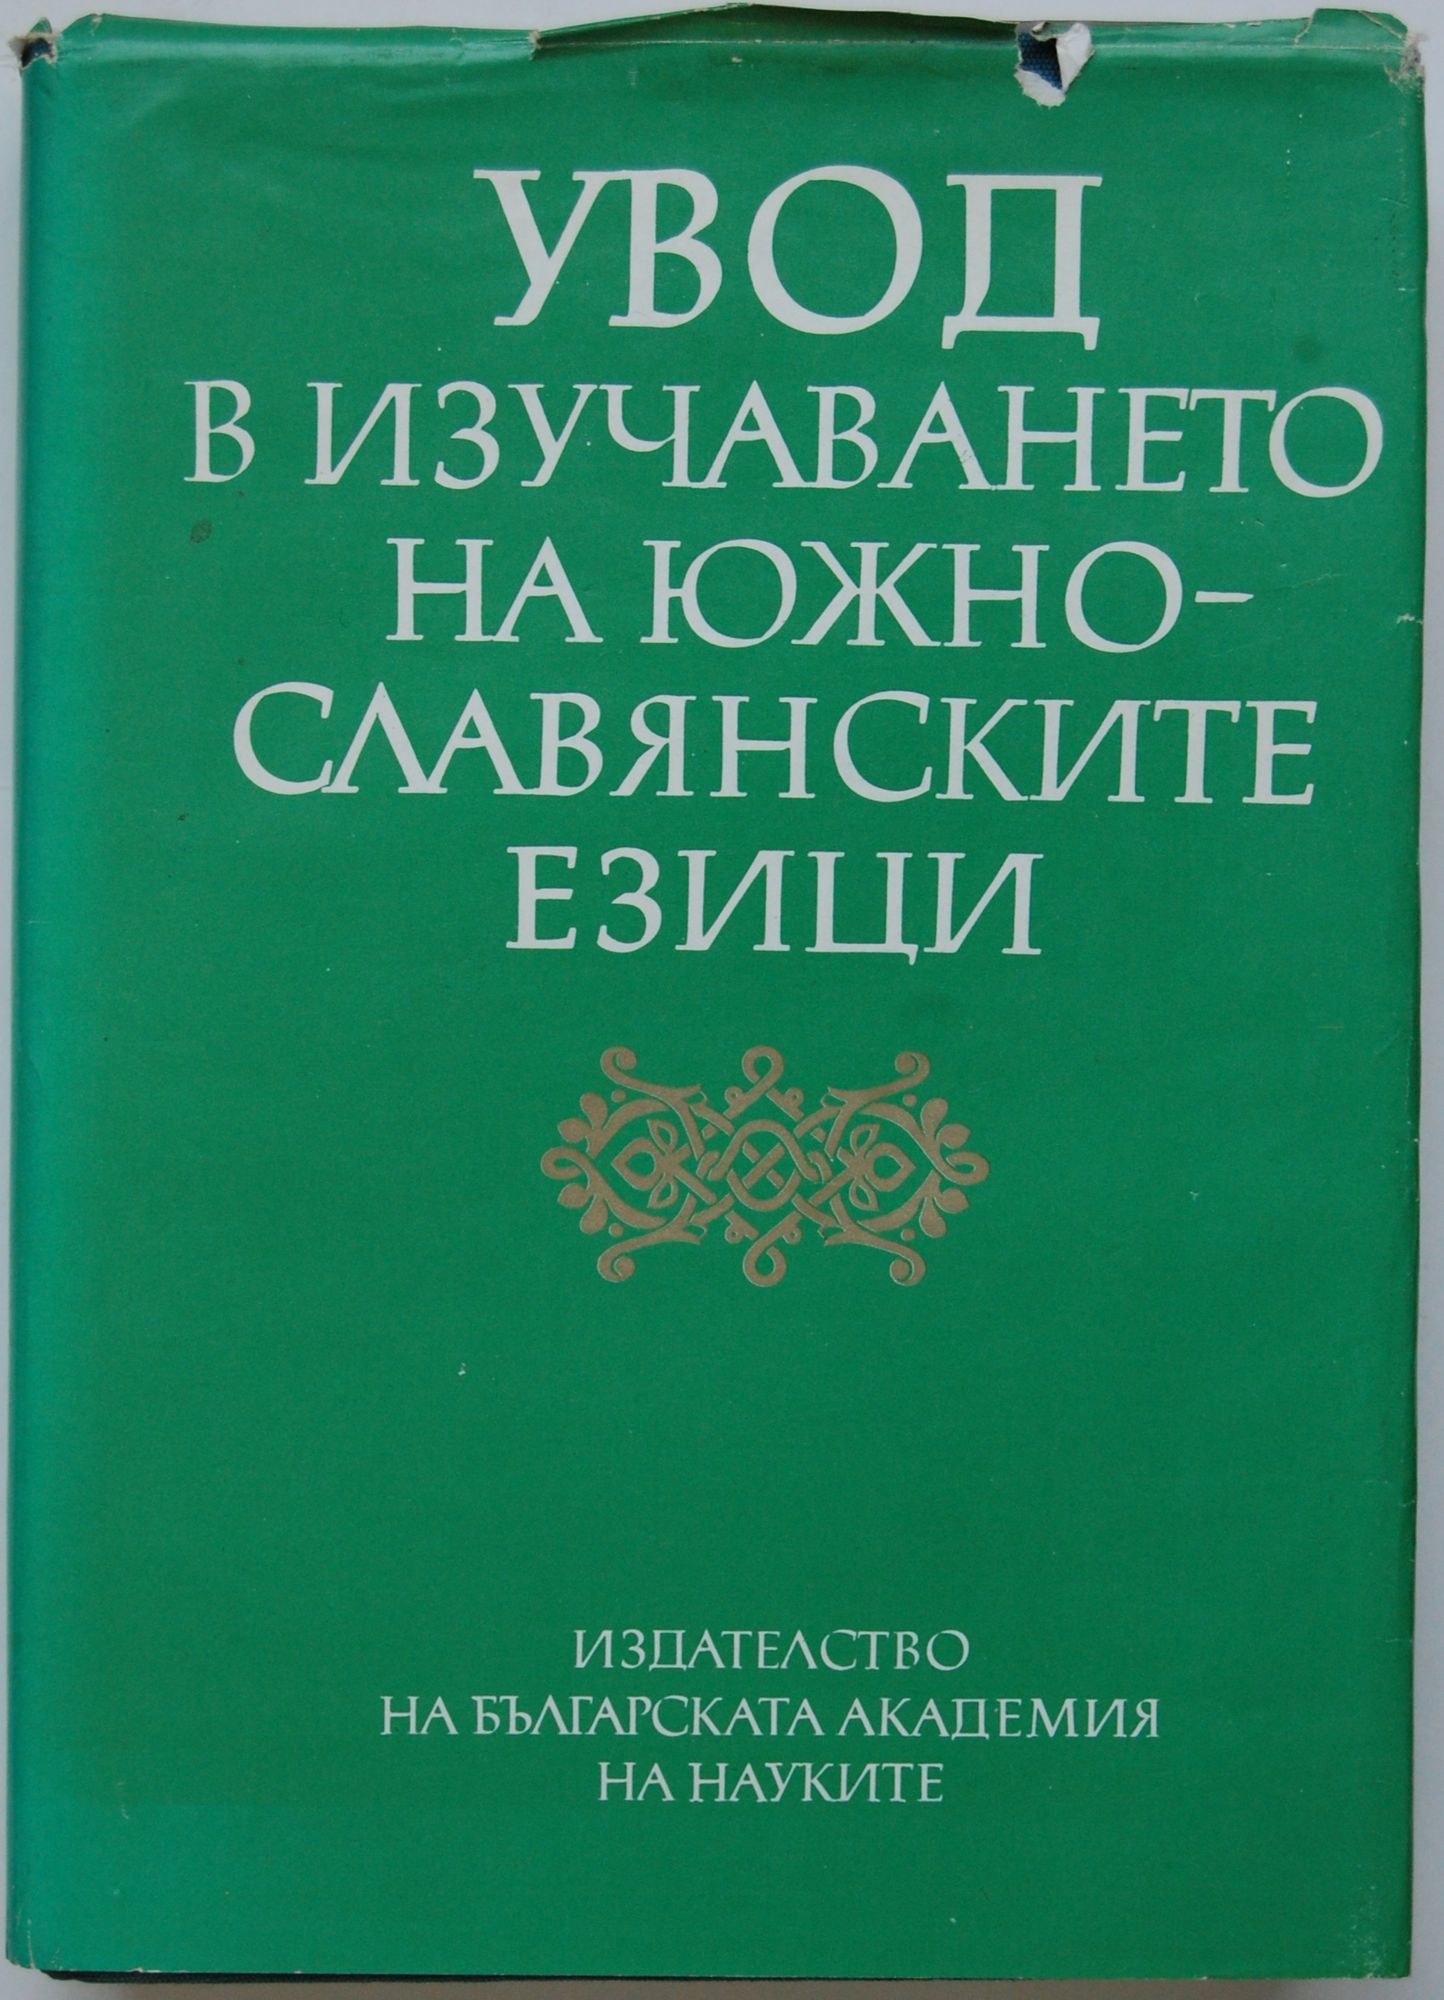 УВОД
В ИЗУЧАВАНЕТО
НА ЮЖНО-
СЛАВЯНСКИТЕ
ЕЗИЦИ
ИЗДАТЕЛСТВО
НА БЪЛГАРСКАТА АКАДЕМИЯ
НА НАУКИТЕ